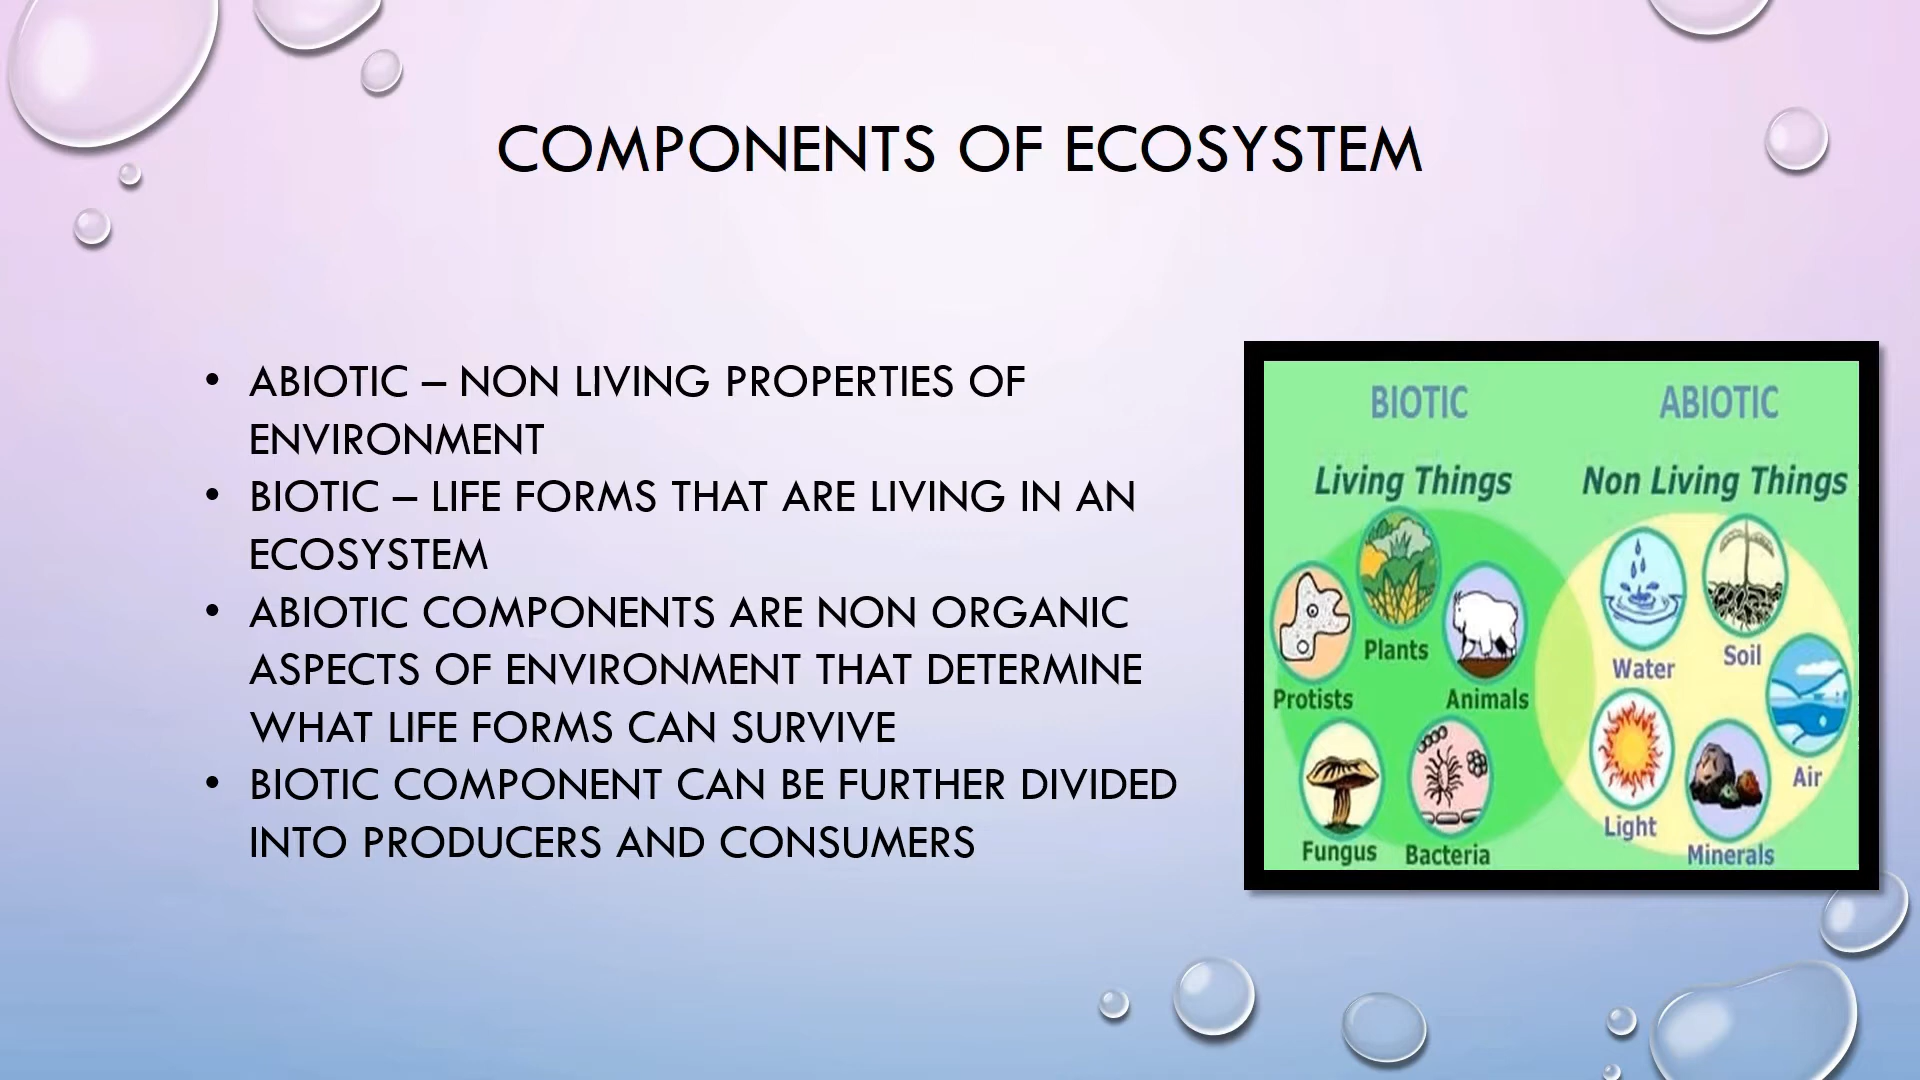 COMPONENTS OF ECOSYSTEM
• ABIOTIC – NON LIVING PROPERTIES OF
ENVIRONMENT
• BIOTIC – LIFE FORMS THAT ARE LIVING IN AN
ECOSYSTEM
• ABIOTIC COMPONENTS ARE NON ORGANIC
ASPECTS OF ENVIRONMENT THAT DETERMINE
WHAT LIFE FORMS CAN SURVIVE
• BIOTIC COMPONENT CAN BE FURTHER DIVIDED
INTO PRODUCERS AND CONSUMERS
BIOTIC
Living Things
Plants
Protists
Animals
Fungus
Bacteria
ABIOTIC
Non Living Things
Water
Soil
Air
Light
Minerals